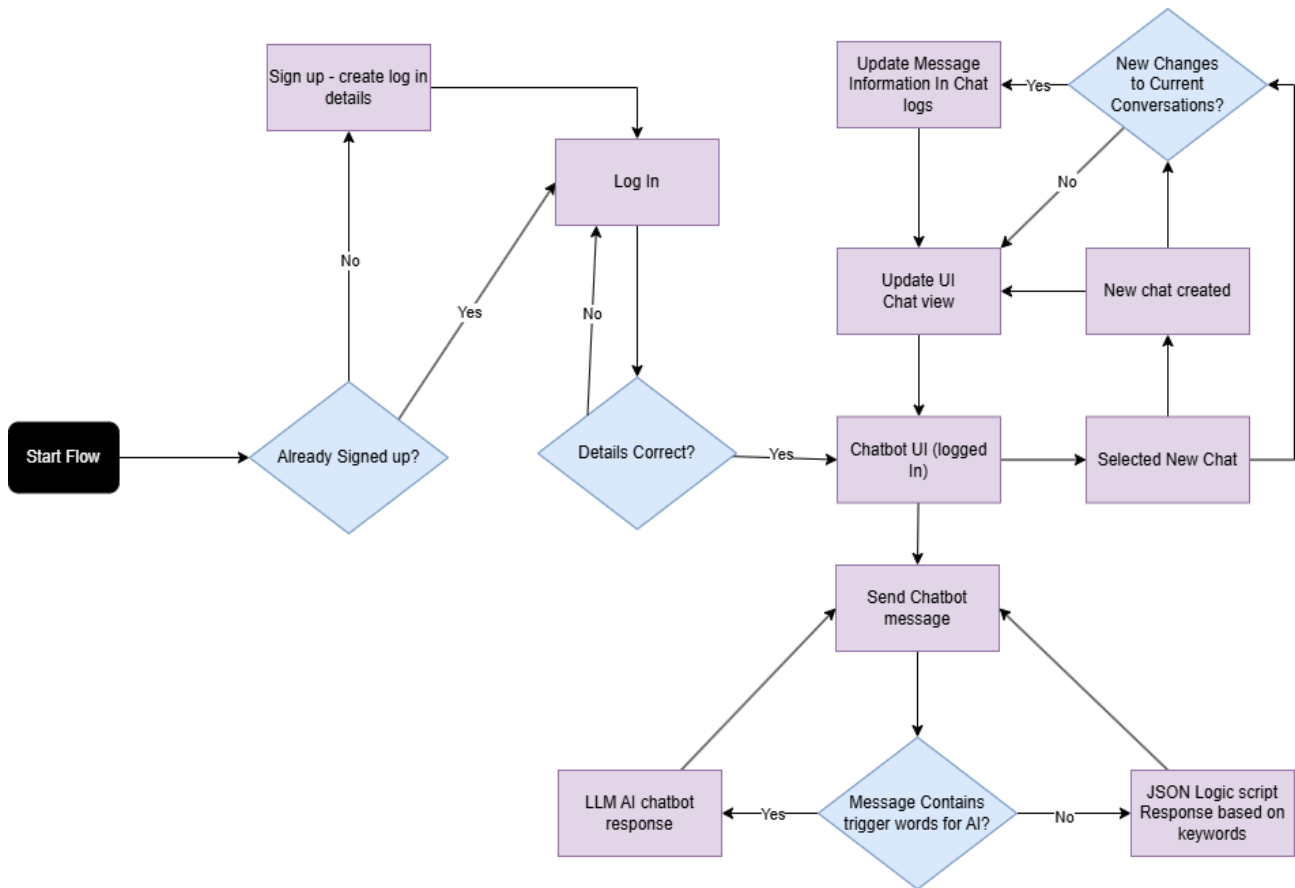 Sign up - create log in
details
Update Message
Information In Chat
logs
Yes
New Changes
to Current
Conversations?
Log In
No
No
Yes
No
Update UI
Chat view
New chat created
Start Flow
Already Signed up?
Details Correct?
Yes
Chatbot UI (logged
In)
Selected New Chat
Send Chatbot
message
LLM AI chatbot
response
Yes
Message Contains
trigger words for AI?
No
JSON Logic script
Response based on
keywords